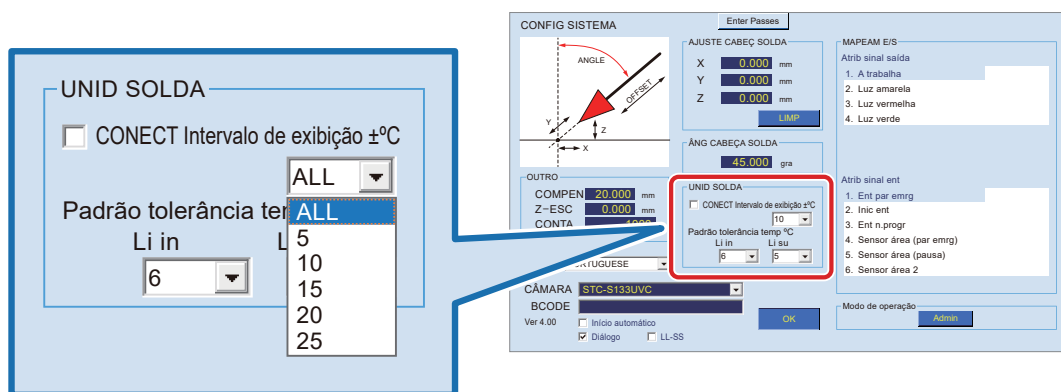 UNID SOLDA
CONECT Intervalo de exibição ±ºC
ALL
Padrão tolerância
ALL
5
10
15
20
25
Li in
6
CONFIG SISTEMA
Enter Passes
ANGLE
OFFSET
Y
Z
X
AJUSTE CABEÇ SOLDA
X 0.000 mm
Y 0.000 mm
Z 0.000 mm
LIMP
ÂNG CABEÇA SOLDA
45.000 gra
OUTRO
COMPEN 20.000 mm
Z-ESC 0.000 mm
CONTA
UNID SOLDA
CONECT Intervalo de exibição ±ºC
10
Padrão tolerância temp ºC
Li in Li su
6 5
CÂMARA STC-S133UVC
BCODE
Ver 4.00
Início automático
Diálogo LL-SS
OK
MAPEAM E/S
Atrib sinal saída
1. A trabalha
2. Luz amarela
3. Luz vermelha
4. Luz verde
Atrib sinal ent
1. Ent par emrg
2. Inic ent
3. Ent n.progr
4. Sensor área (par emrg)
5. Sensor área (pausa)
6. Sensor área 2
Modo de operação
Admin